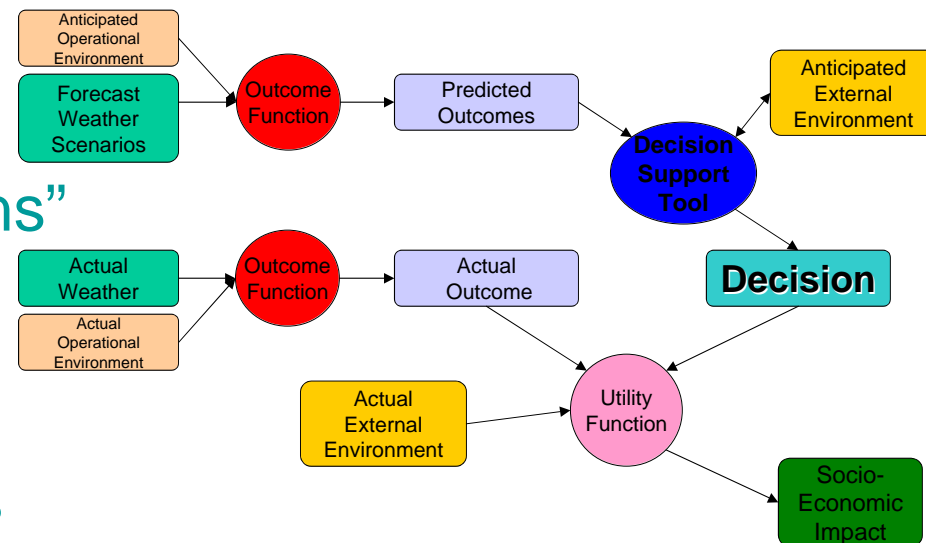 Anticipated
Operational
Environment
Forecast
Weather
Scenarios
Outcome
Function
Predicted
Outcomes
Anticipated
External
Environment
Decision
Support
Tool
ns”
Actual
Weather
Outcome
Function
Actual
Outcome
Decision
Actual
Operational
Environment
Actual
External
Environment
Utility
Function
Socio-
Economic
Impact